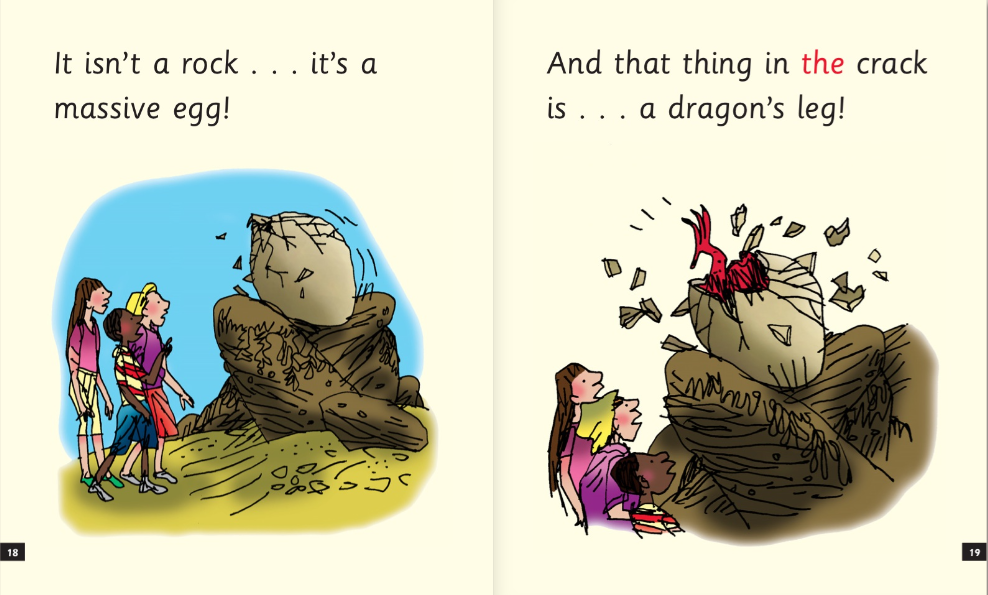 It isn't a rock . . . it's a
massive egg!
18
And that thing in the crack
is . . . a dragon's leg!
19